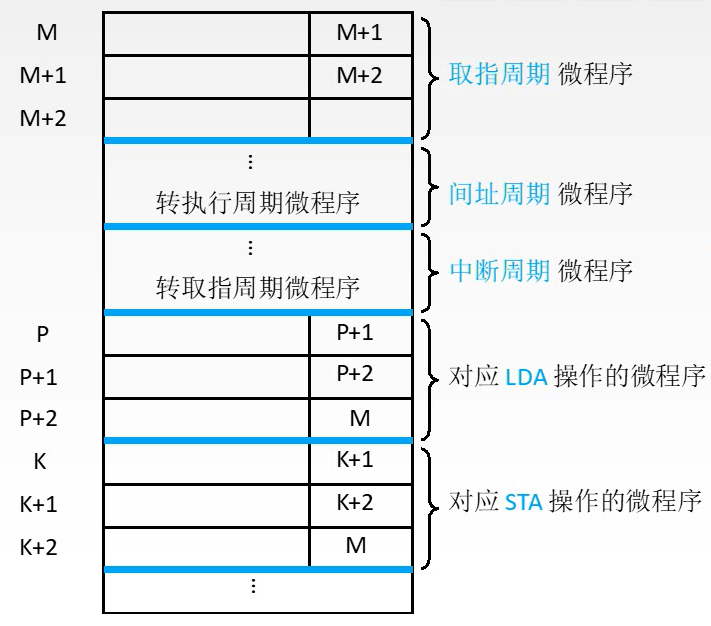 M M+1
M+1 M+2 取指周期 微程序
M+2
⋮
转执行周期微程序 间址周期 微程序
⋮
转取指周期微程序 中断周期 微程序
P P+1
P+1 P+2 对应 LDA 操作的微程序
P+2 M
K K+1
K+1 K+2 对应 STA 操作的微程序
K+2 M
⋮